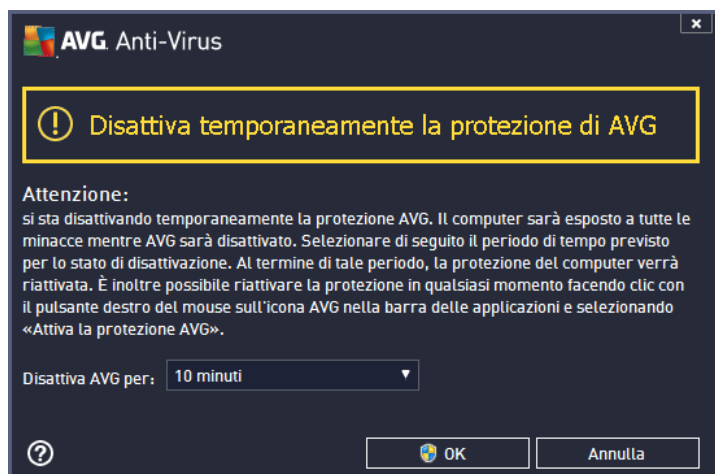 AVG. Anti-Virus
Disattiva temporaneamente la protezione di AVG
Attenzione:
si sta disattivando temporaneamente la protezione AVG. Il computer sarà esposto a tutte le
minacce mentre AVG sarà disattivato. Selezionare di seguito il periodo di tempo previsto
per lo stato di disattivazione. Al termine di tale periodo, la protezione del computer verrà
riattivata. È inoltre possibile riattivare la protezione in qualsiasi momento facendo clic con
il pulsante destro del mouse sull'icona AVG nella barra delle applicazioni e selezionando
«Attiva la protezione AVG».
Disattiva AVG per: 10 minuti
OK Annulla